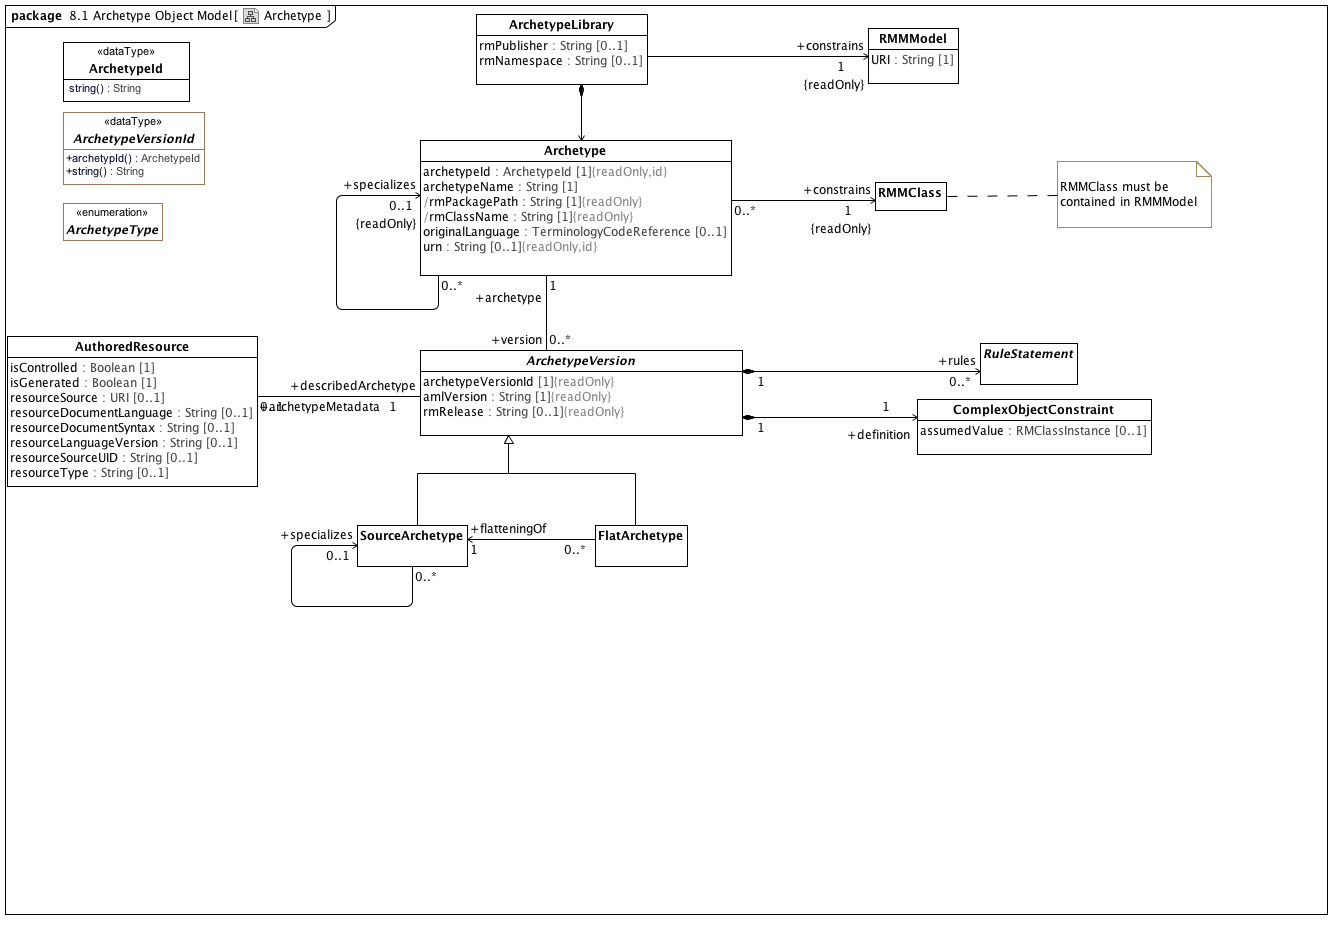 package 8.1 Archetype Object Model[ Archetype ]
«dataType»
ArchetypeId
string() : String
«dataType»
ArchetypeVersionId
+archetypId() : ArchetypeId
+string() : String
«enumeration»
ArchetypeType
ArchetypeLibrary
rmPublisher : String [0..1]
rmNamespace : String [0..1]
+constrains
1
{readOnly}
RMMModel
URI : String [1]
Archetype
archetypeId : ArchetypeId [1]{readOnly,id}
archetypeName : String [1]
/rmPackagePath : String [1]{readOnly}
/rmClassName : String [1]{readOnly}
originalLanguage : TerminologyCodeReference [0..1]
urn : String [0..1]{readOnly,id}
+specializes
0..1
{readOnly}
0..*
0..*
+constrains
1
{readOnly}
RMMClass
RMMClass must be
contained in RMMModel
1
+archetype
+version
0..*
AuthoredResource
isControlled : Boolean [1]
isGenerated : Boolean [1]
resourceSource : URI [0..1]
resourceDocumentLanguage : String [0..1]
resourceDocumentSyntax : String [0..1]
resourceLanguageVersion : String [0..1]
resourceSourceUID : String [0..1]
resourceType : String [0..1]
+describedArchetype
0..1
+archetypeMetadata
1
ArchetypeVersion
archetypeVersionId [1]{readOnly}
amlVersion : String [1]{readOnly}
rmRelease : String [0..1]{readOnly}
1
+rules
0..*
RuleStatement
1
1
+definition
ComplexObjectConstraint
assumedValue : RMClassInstance [0..1]
+specializes
0..1
0..*
SourceArchetype
+flatteningOf
1
0..*
FlatArchetype